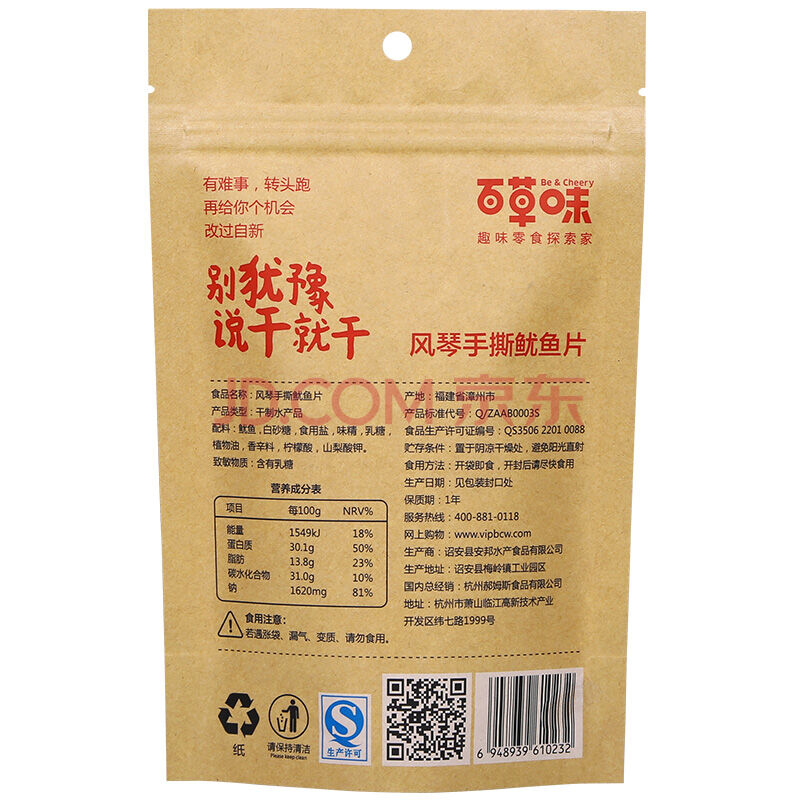 有难事，转头跑
再给你个机会
改过自新
Be & Cheery
百草味
趣味零食探索家
别犹豫
说干就干
风琴手撕鱿鱼片
JD.COM 京东
食品名称：风琴手撕鱿鱼片
产品类型：干制水产品
配料：鱿鱼，白砂糖，食用盐，味精，乳糖，
植物油，香辛料，柠檬酸，山梨酸钾。
致敏物质：含有乳糖
营养成分表
项目 每100g NRV%
能量 1549kJ 18%
蛋白质 30.1g 50%
脂肪 13.8g 23%
碳水化合物 31.0g 10%
钠 1620mg 81%
食用注意：
若遇涨袋、漏气、变质、请勿食用。
产地：福建省漳州市
产品标准代号：Q/ZAAB0003S
食品生产许可证编号：QS3506 2201 0088
贮存条件：置于阴凉干燥处，避免阳光直射
食用方法：开袋即食，开封后请尽快食用
生产日期：见包装封口处
保质期：1年
服务热线：400-881-0118
网上购物：www.vipbcw.com
生产商：诏安县安邦水产食品有限公司
生产地址：诏安县梅岭镇工业园区
国内总经销：杭州郝姆斯食品有限公司
地址：杭州市萧山临江高新技术产业
开发区纬七路1999号
纸
请保持清洁
Please keep clean
生产许可
6 948939 610232